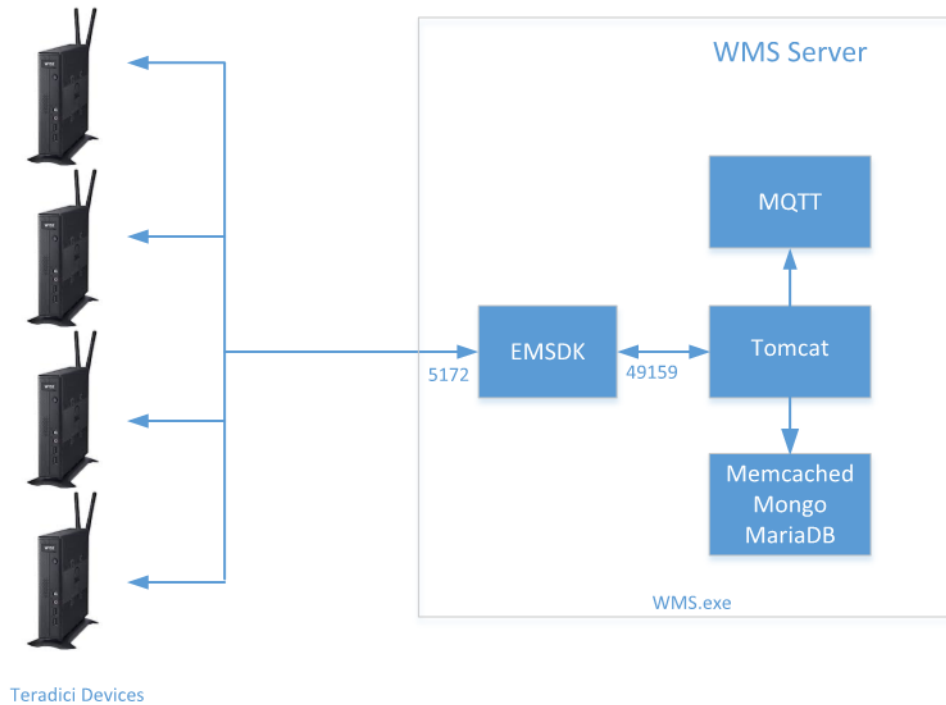 WMS Server
MQTT
EMSDK
Tomcat
5172
49159
Memcached
Mongo
MariaDB
WMS.exe
Teradici Devices